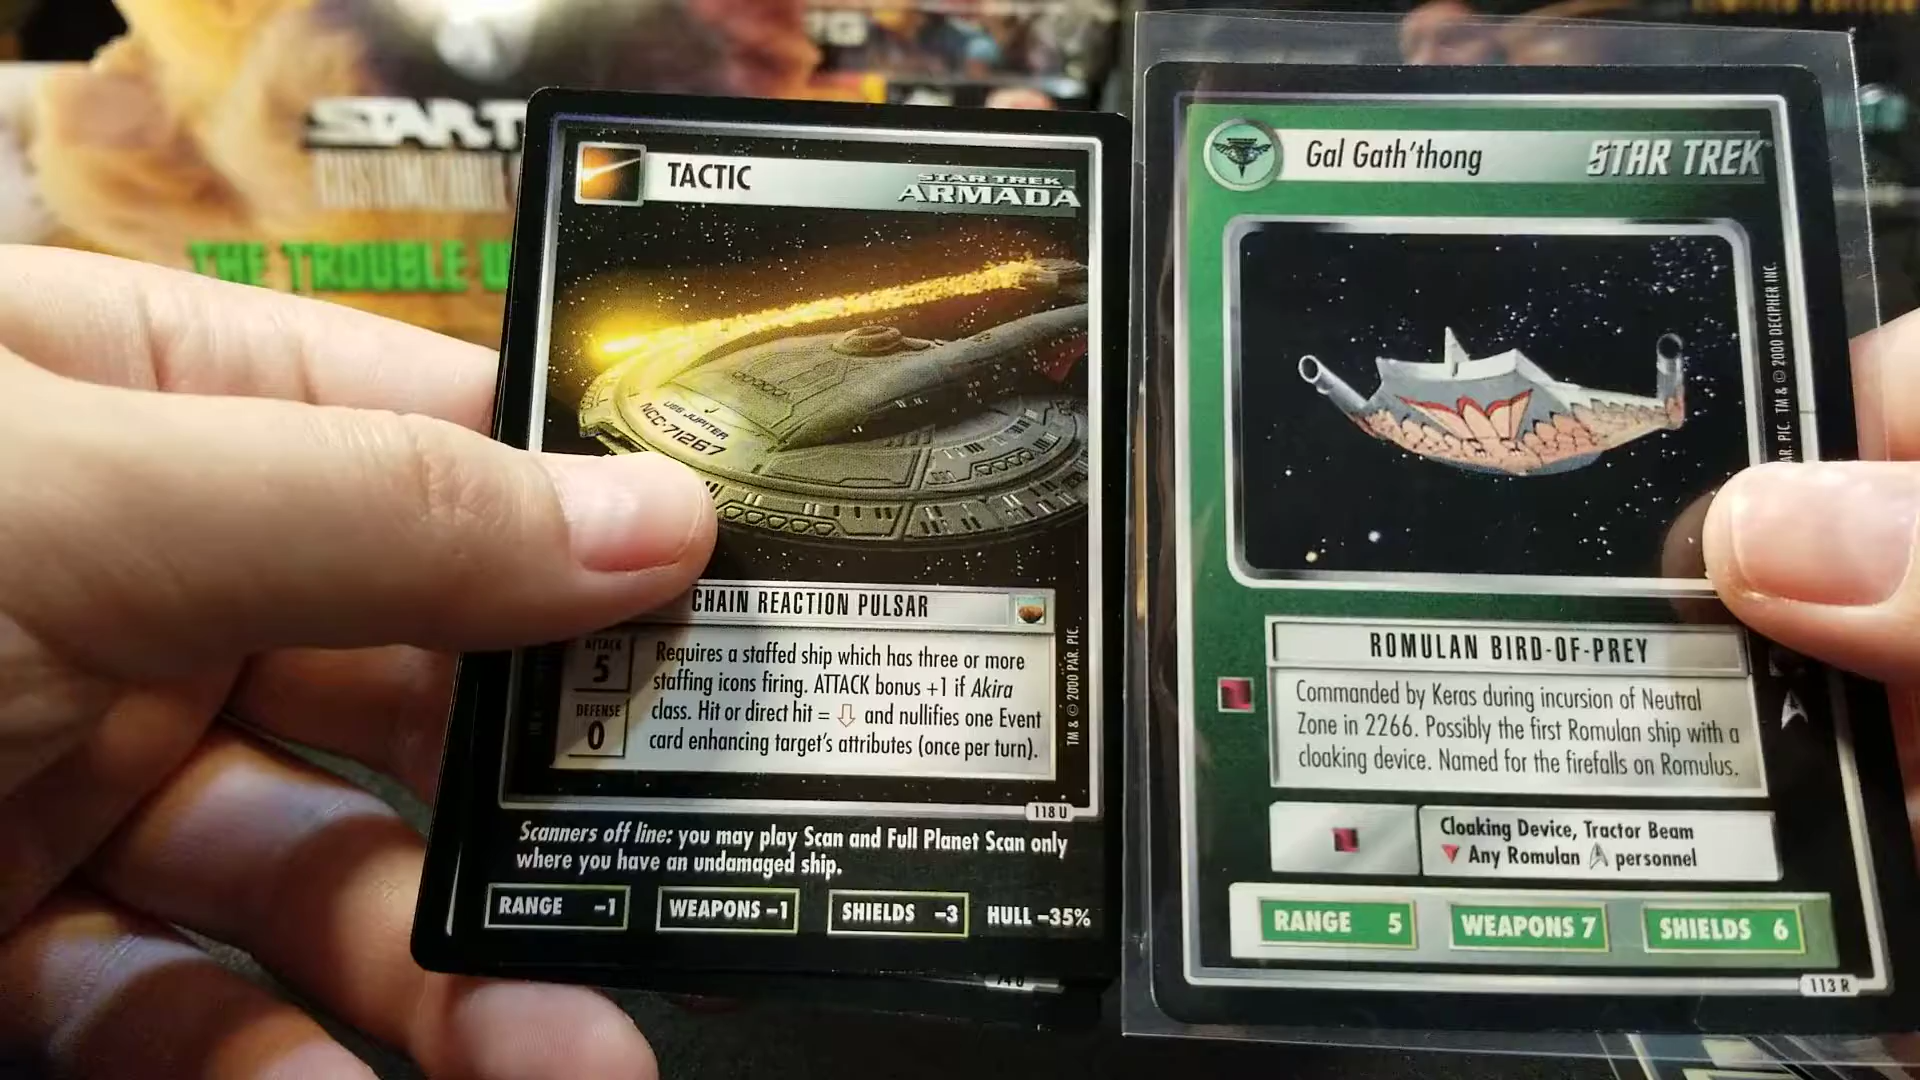 START
CUSTOMIZABLE
THE TROUBLE W
TACTIC
STAR TREK
ARMADA
USS JUPITER
NCC-71267
CHAIN REACTION PULSAR
ATTACK
5
DEFENSE
0
Requires a staffed ship which has three or more
staffing icons firing. ATTACK bonus +1 if Akira
class. Hit or direct hit = and nullifies one Event
card enhancing target's attributes (once per turn).
TM & © 2000 PAR. PIC.
118 U
Scanners off line: you may play Scan and Full Planet Scan only
where you have an undamaged ship.
RANGE -1
WEAPONS -1
SHIELDS -3
HULL -35%
Gal Gath'thong
STAR TREK
PAR. PIC. TM & © 2000 DECIPHER INC.
ROMULAN BIRD-OF-PREY
Commanded by Keras during incursion of Neutral
Zone in 2266. Possibly the first Romulan ship with a
cloaking device. Named for the firefalls on Romulus.
Cloaking Device, Tractor Beam
Any Romulan personnel
RANGE 5
WEAPONS 7
SHIELDS 6
113 R